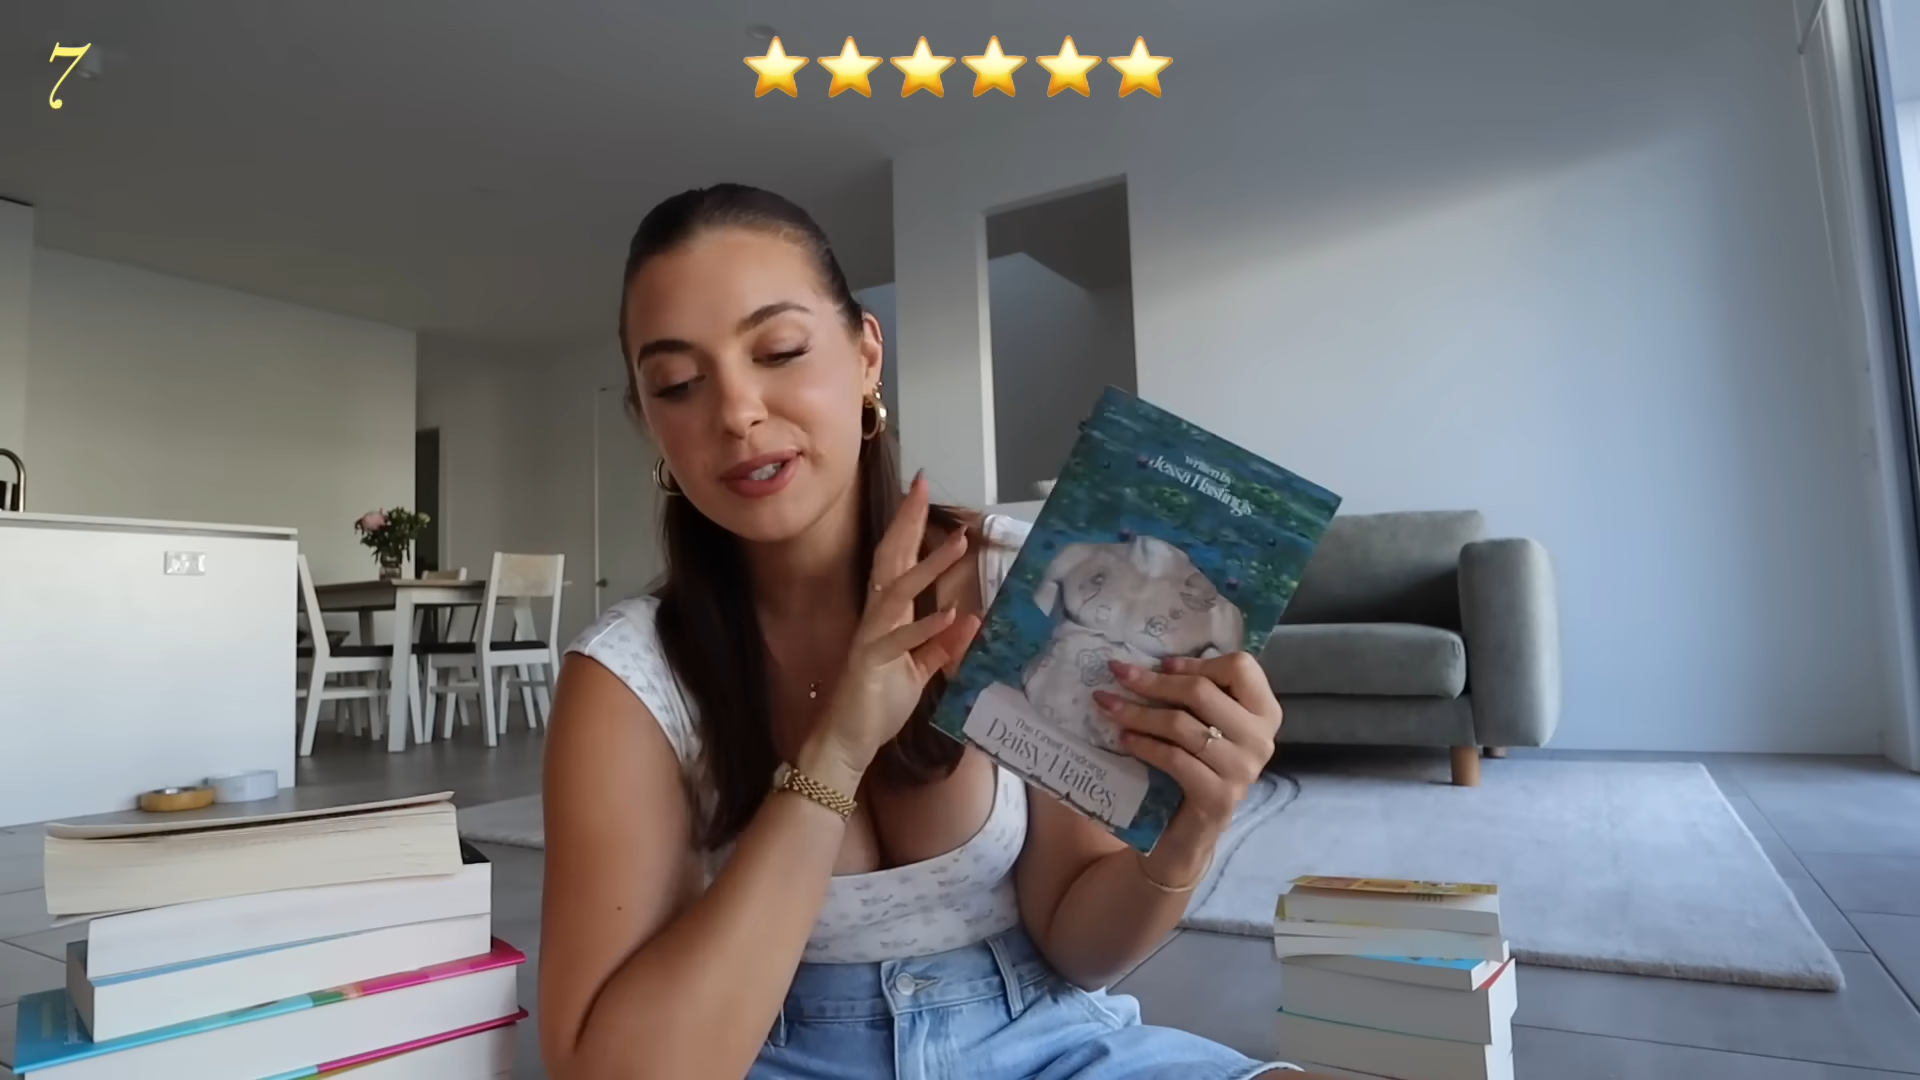 7
written by
Jessa Hastings
The Great Undoing
Daisy Haites